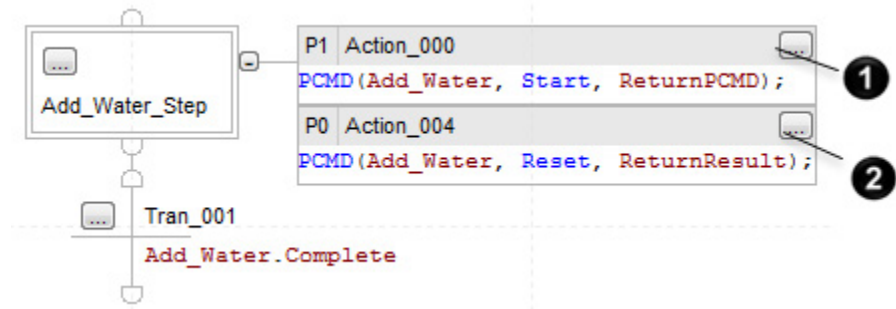 P1 Action_000 ...
...
PCMD(Add_Water, Start, ReturnPCMD);
1
Add_Water_Step
P0 Action_004 ...
PCMD(Add_Water, Reset, ReturnResult);
2
... Tran_001
Add_Water.Complete